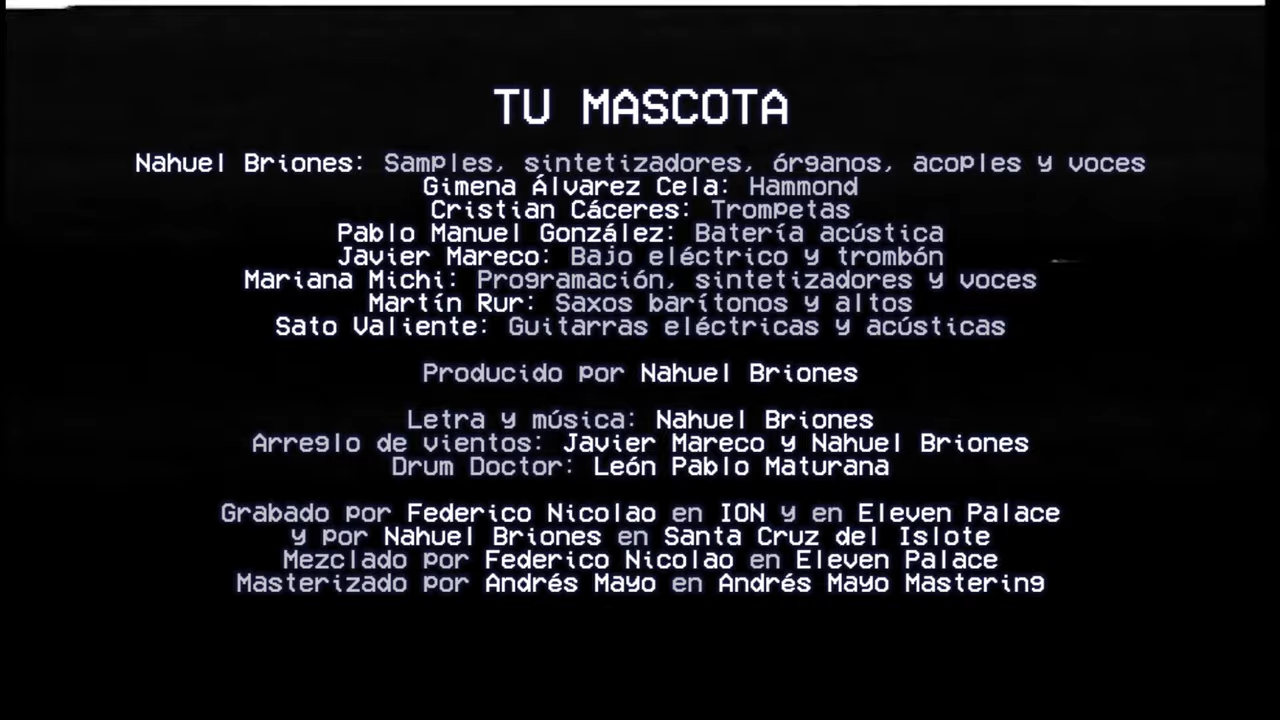 TU MASCOTA
Nahuel Briones: Samples, sintetizadores, órganos, acoples y voces
Gimena Álvarez Cela: Hammond
Cristian Cáceres: Trompetas
Pablo Manuel González: Batería acústica
Javier Mareco: Bajo eléctrico y trombón
Mariana Michi: Programación, sintetizadores y voces
Martín Rur: Saxos barítonos y altos
Sato Valiente: Guitarras eléctricas y acústicas
Producido por Nahuel Briones
Letra y música: Nahuel Briones
Arreglo de vientos: Javier Mareco y Nahuel Briones
Drum Doctor: León Pablo Maturana
Grabado por Federico Nicolao en ION y en Eleven Palace
y por Nahuel Briones en Santa Cruz del Islote
Mezclado por Federico Nicolao en Eleven Palace
Masterizado por Andrés Mayo en Andrés Mayo Mastering